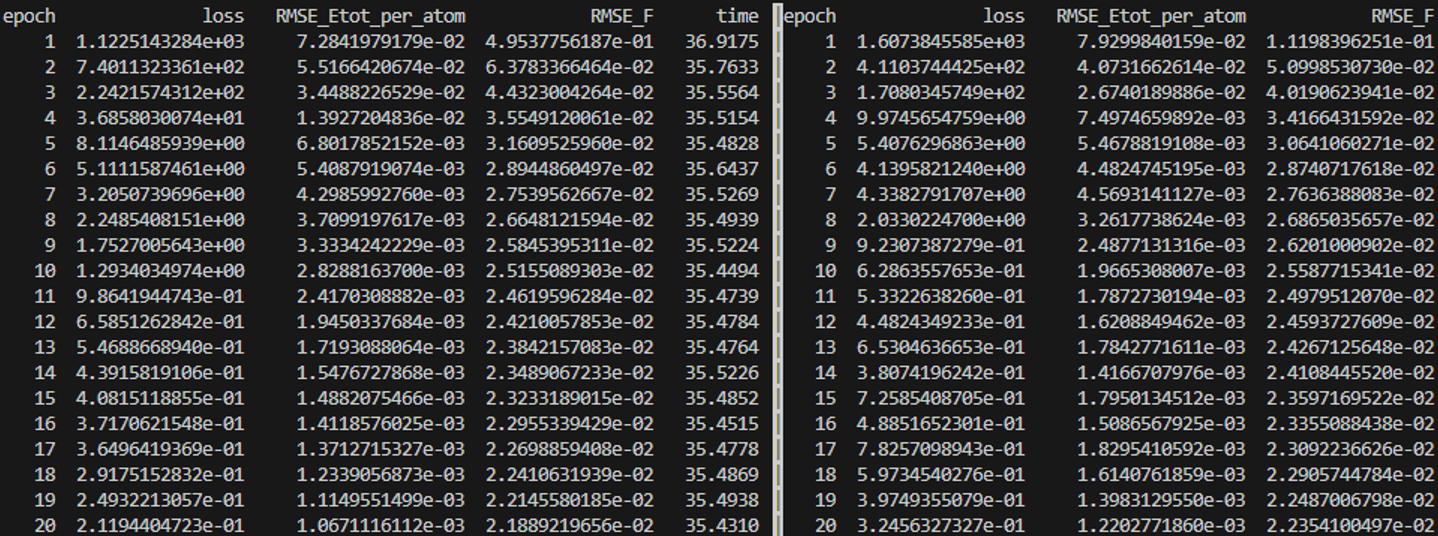 epoch loss RMSE_Etot_per_atom RMSE_F time epoch loss RMSE_Etot_per_atom RMSE_F
1 1.1225143284e+03 7.2841979179e-02 4.9537756187e-01 36.9175 1 1.6073845585e+03 7.9299840159e-02 1.1198396251e-01
2 7.4011323361e+02 5.5166420674e-02 6.3783366464e-02 35.7633 2 4.1103744425e+02 4.0731662614e-02 5.0998530730e-02
3 2.2421574312e+02 3.4488226529e-02 4.4323004264e-02 35.5564 3 1.7080345749e+02 2.6740189886e-02 4.0190623941e-02
4 3.6858030074e+01 1.3927204836e-02 3.5549120061e-02 35.5154 4 9.9745654759e+00 7.4974659892e-03 3.4166431592e-02
5 8.1146485939e+00 6.8017852152e-03 3.1609525960e-02 35.4828 5 5.4076296863e+00 5.4678819108e-03 3.0641060271e-02
6 5.1111587461e+00 5.4087919074e-03 2.8944860497e-02 35.6437 6 4.1395821240e+00 4.4824745195e-03 2.8740717618e-02
7 3.2050739696e+00 4.2985992760e-03 2.7539562667e-02 35.5269 7 4.3382791707e+00 4.5693141127e-03 2.7636388083e-02
8 2.2485408151e+00 3.7099197617e-03 2.6648121594e-02 35.4939 8 2.0330224700e+00 3.2617738624e-03 2.6865035657e-02
9 1.7527005643e+00 3.3334242229e-03 2.5845395311e-02 35.5224 9 9.2307387279e-01 2.4877131316e-03 2.6201000902e-02
10 1.2934034974e+00 2.8288163700e-03 2.5155089303e-02 35.4494 10 6.2863557653e-01 1.9665308007e-03 2.5587715341e-02
11 9.8641944743e-01 2.4170308882e-03 2.4619596284e-02 35.4739 11 5.3322638260e-01 1.7872730194e-03 2.4979512070e-02
12 6.5851262842e-01 1.9450337684e-03 2.4210057853e-02 35.4784 12 4.4824349233e-01 1.6208849462e-03 2.4593727609e-02
13 5.4688668940e-01 1.7193088064e-03 2.3842157083e-02 35.4764 13 6.5304636653e-01 1.7842771611e-03 2.4267125648e-02
14 4.3915819106e-01 1.5476727868e-03 2.3489067233e-02 35.5226 14 3.8074196242e-01 1.4166707976e-03 2.4108445520e-02
15 4.0815118855e-01 1.4882075466e-03 2.3233189015e-02 35.4852 15 7.2585408705e-01 1.7950134512e-03 2.3597169522e-02
16 3.7170621548e-01 1.4118576025e-03 2.2955339429e-02 35.4515 16 4.8851652301e-01 1.5086567925e-03 2.3355088438e-02
17 3.6496419369e-01 1.3712715327e-03 2.2698859408e-02 35.4778 17 7.8257098943e-01 1.8295410592e-03 2.3092236626e-02
18 2.9175152832e-01 1.2339056873e-03 2.2410631939e-02 35.4869 18 5.9734540276e-01 1.6140761859e-03 2.2905744784e-02
19 2.4932213057e-01 1.1149551499e-03 2.2145580185e-02 35.4938 19 3.9749355079e-01 1.3983129550e-03 2.2487006798e-02
20 2.1194404723e-01 1.0671116112e-03 2.1889219656e-02 35.4310 20 3.2456327327e-01 1.2202771860e-03 2.2354100497e-02